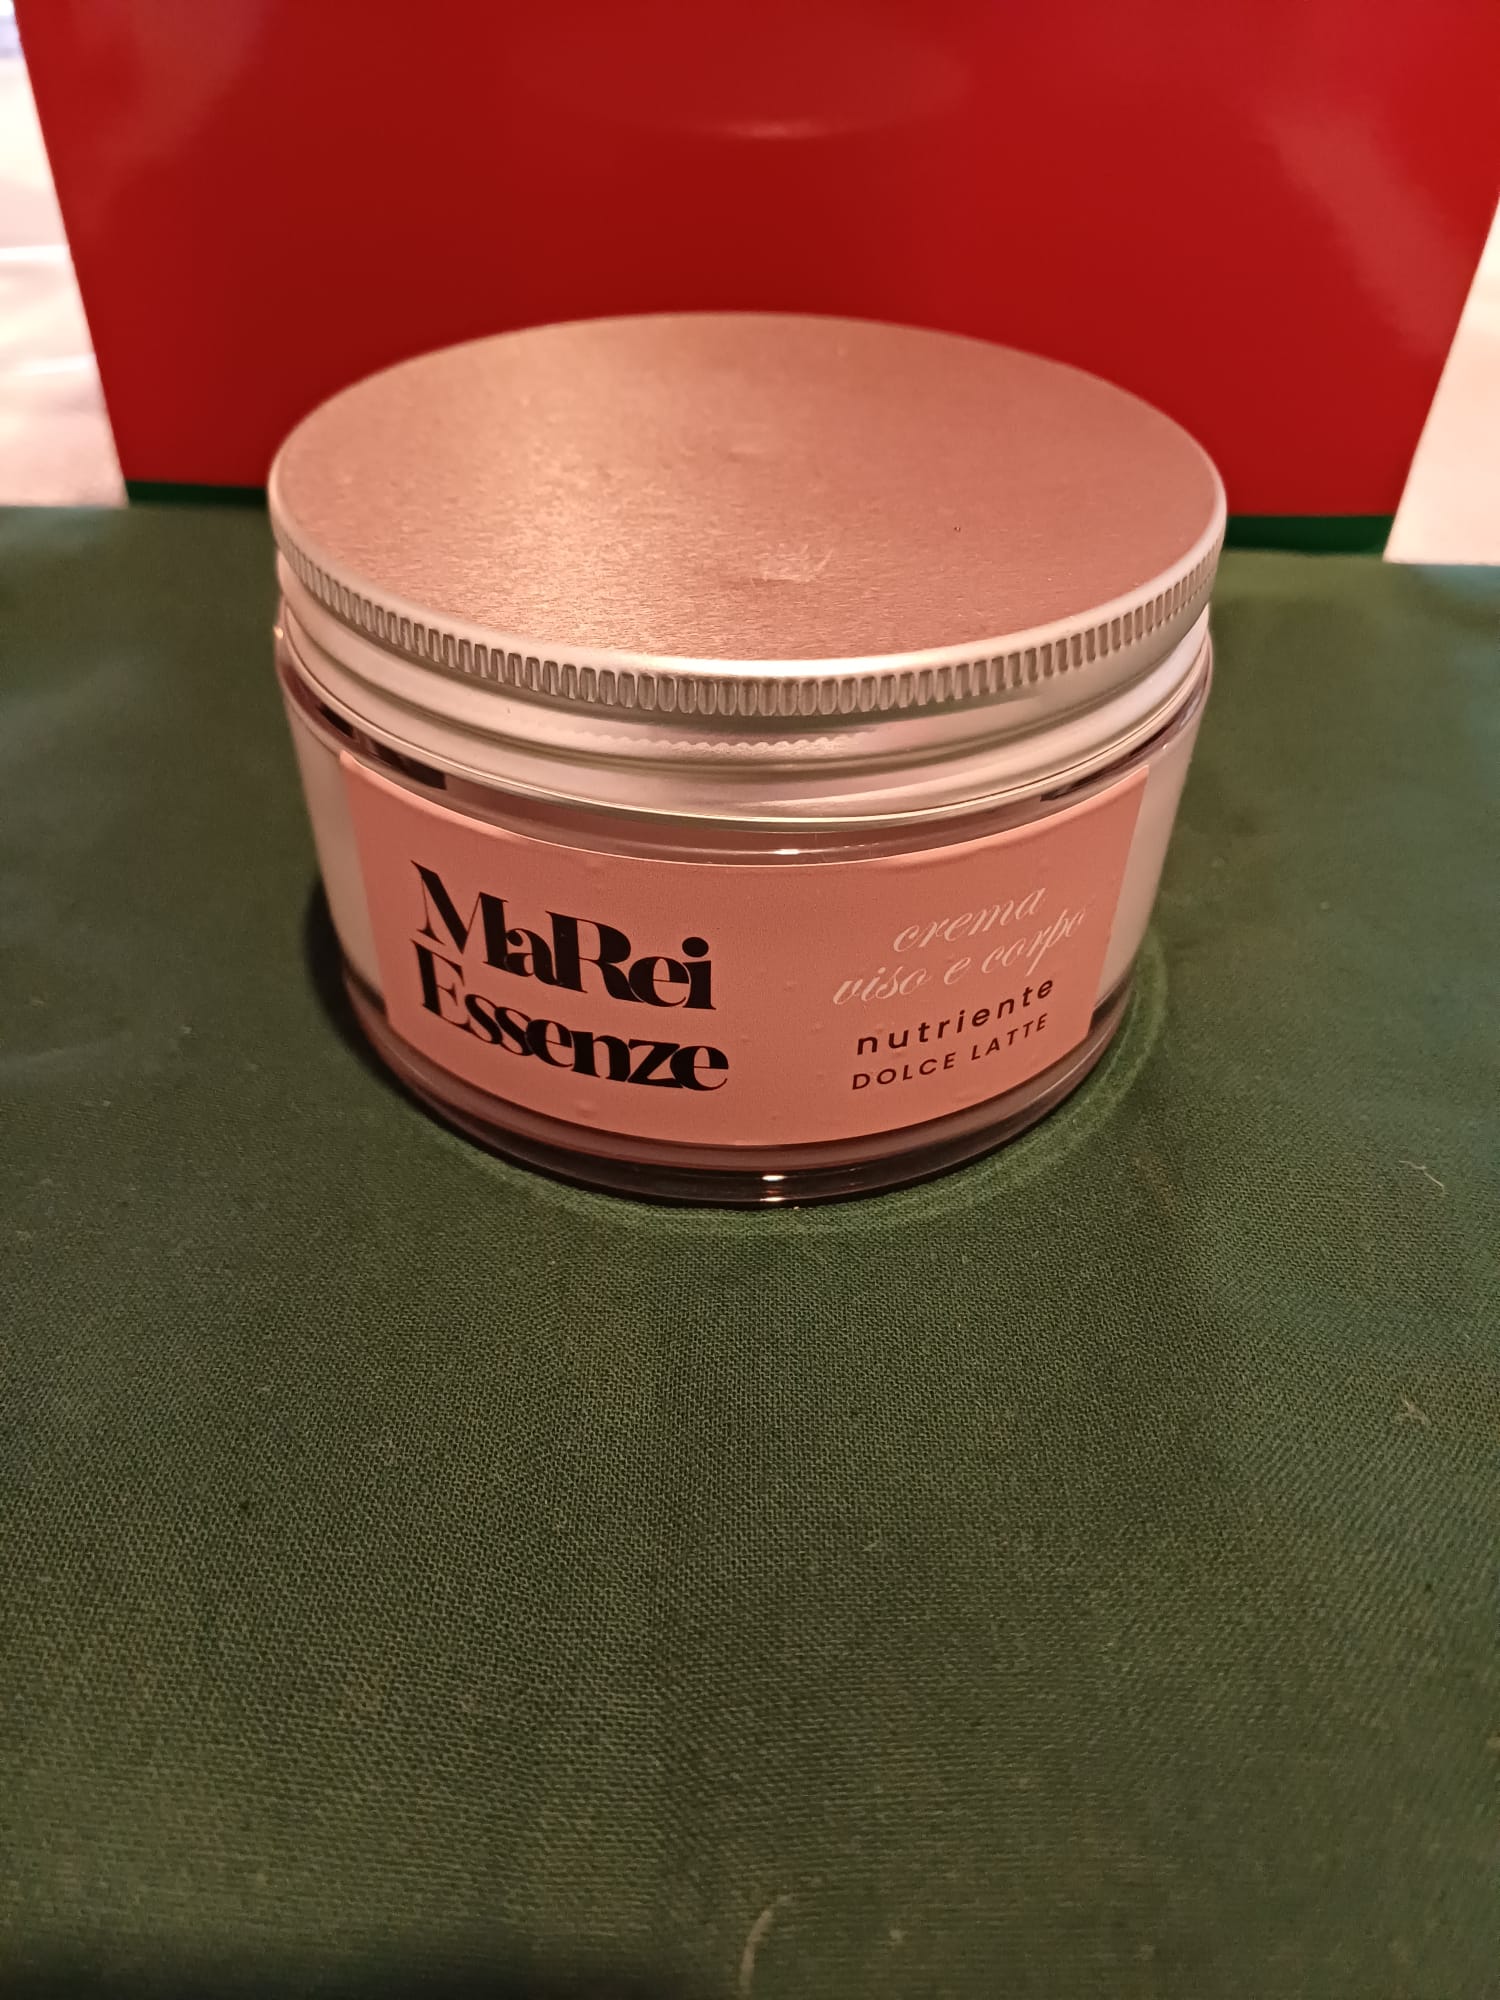 MaRei
Essenze
crema
viso e corpo
nutriente
DOLCE LATTE